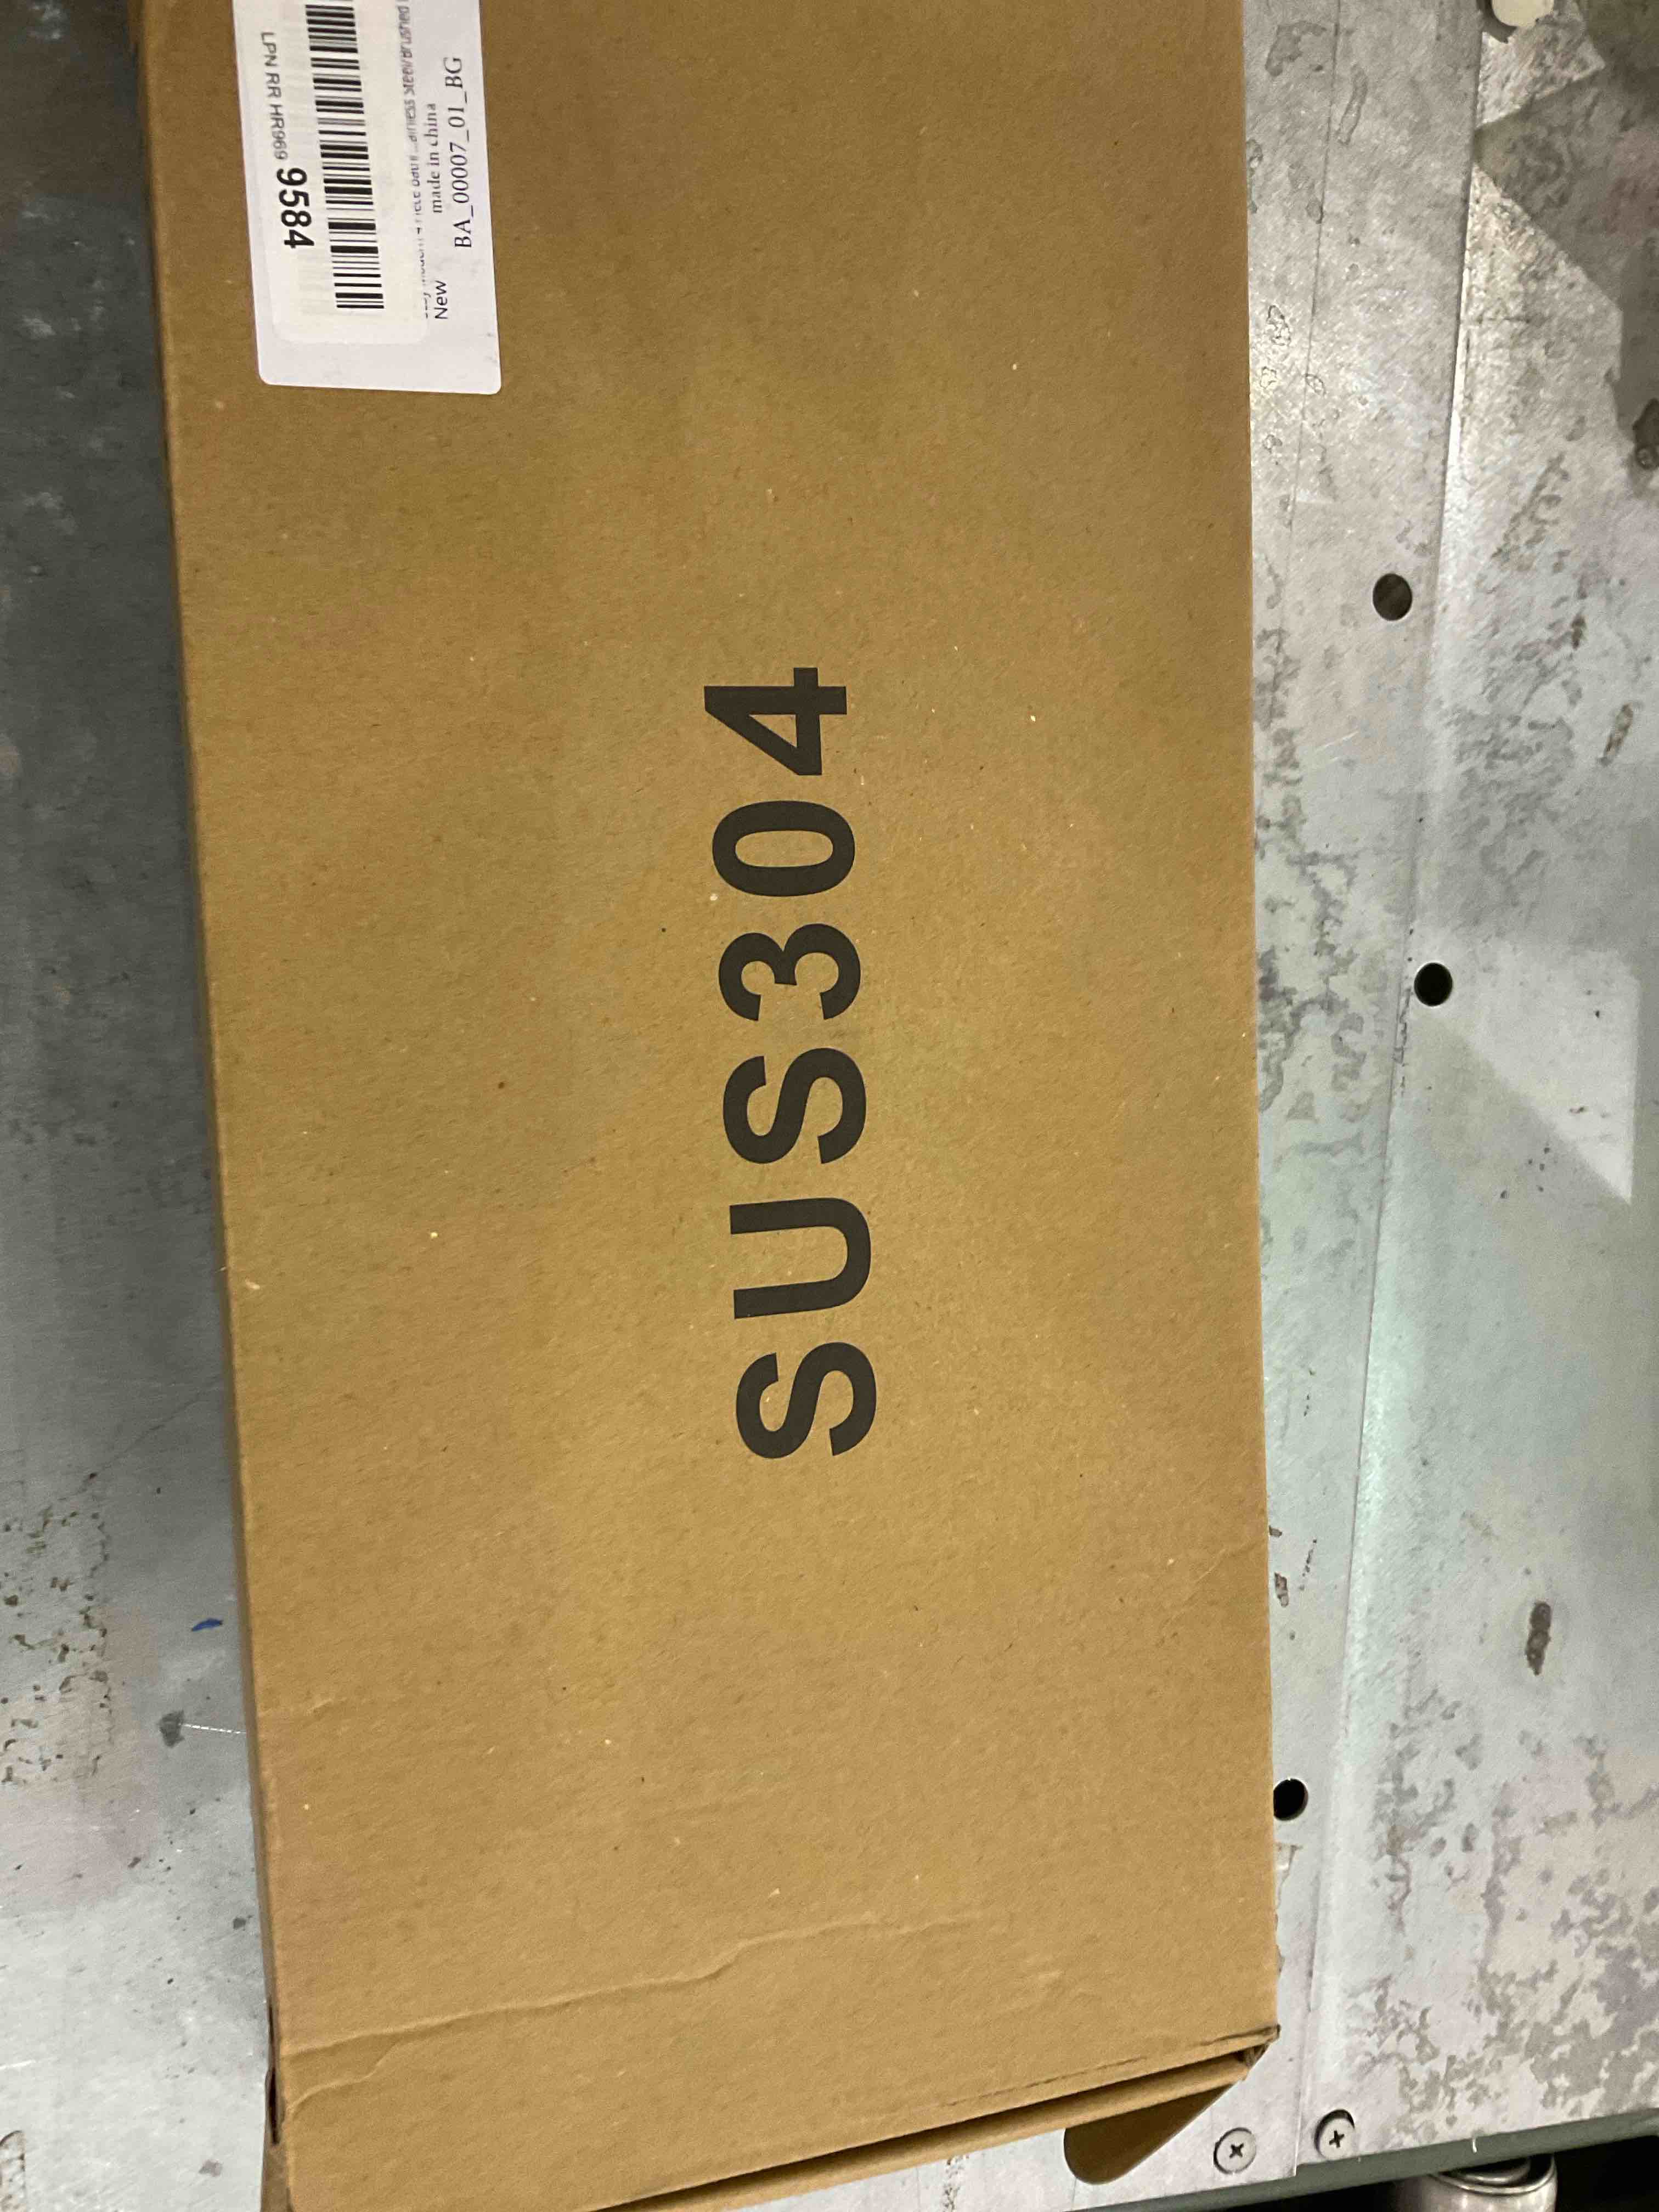 LPN RR HR969 9584
made in china
New
BA_00007_01_BG
SUS304